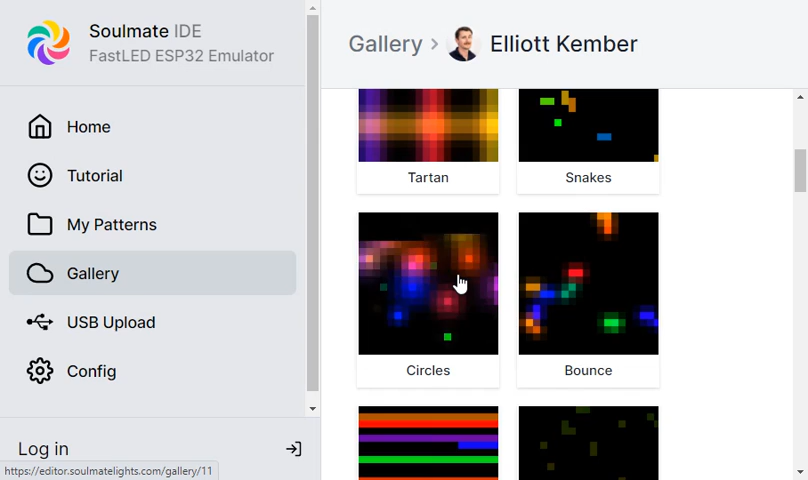 Soulmate IDE
FastLED ESP32 Emulator
Home
Tutorial
My Patterns
Gallery
USB Upload
Config
Log in
https://editor.soulmatelights.com/gallery/11
Gallery › Elliott Kember
Tartan
Snakes
Circles
Bounce